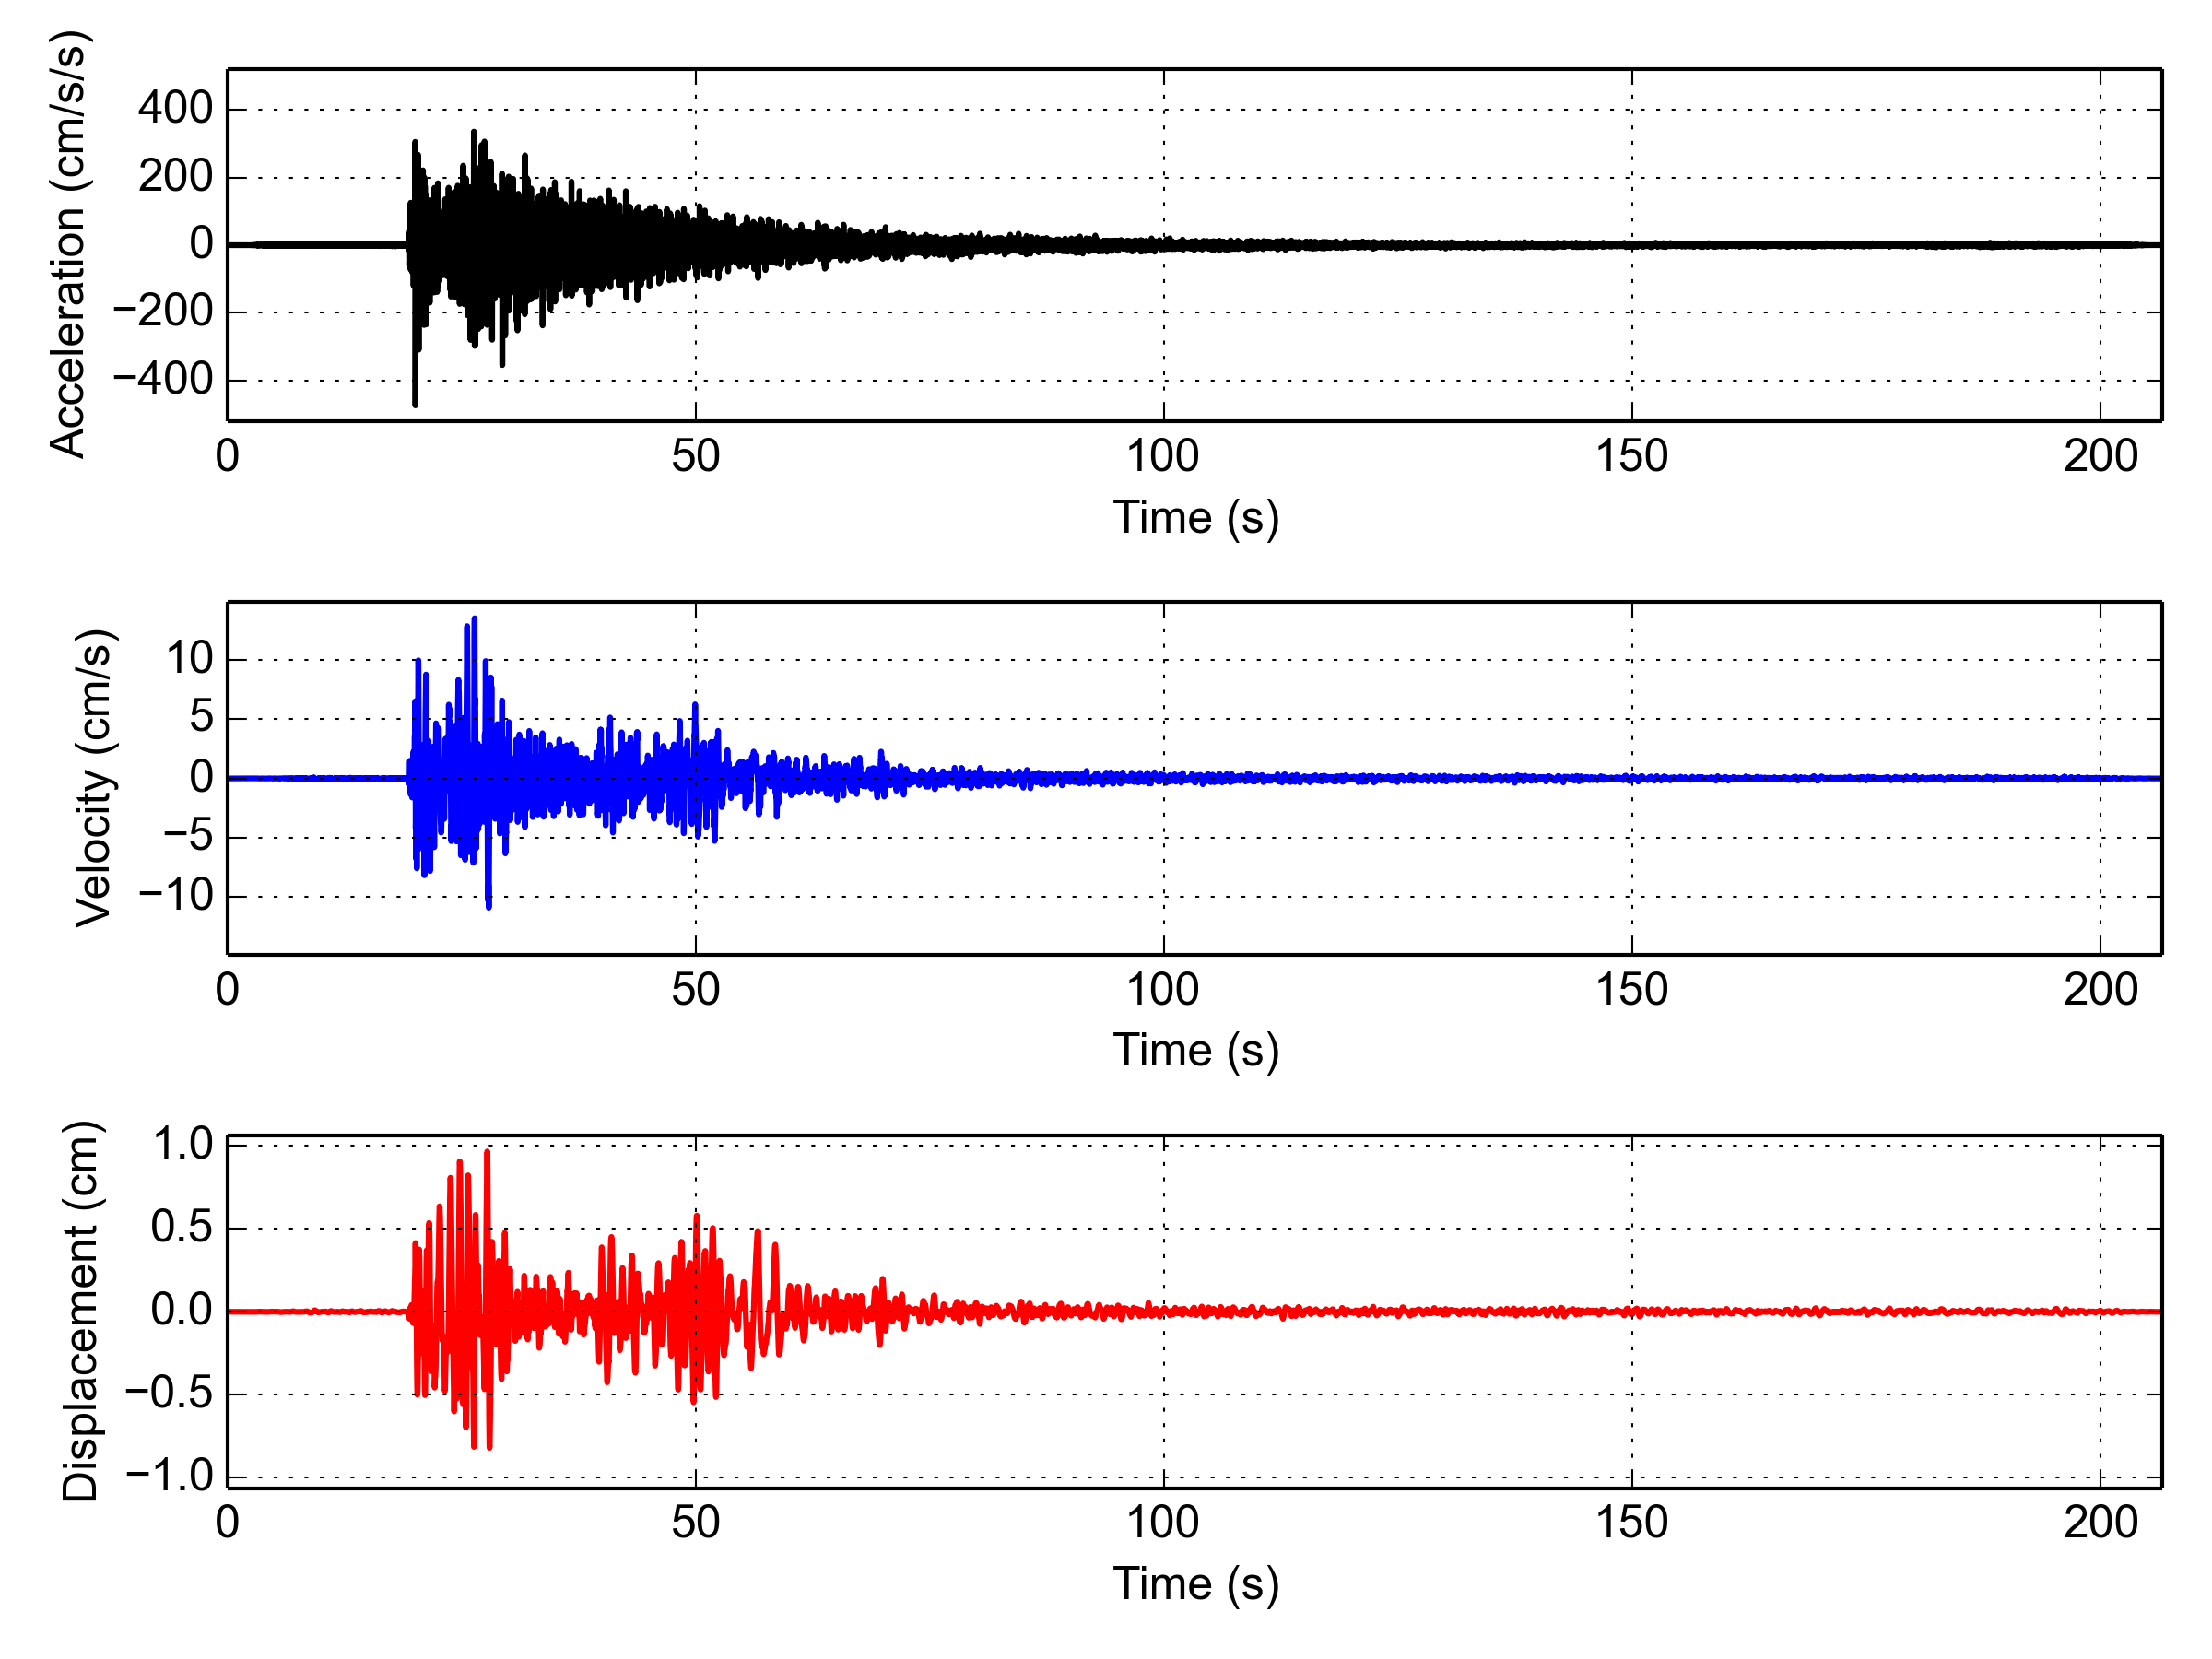 Acceleration (cm/s/s)
400
200
0
−200
−400
0 50 100 150 200
Time (s)
Velocity (cm/s)
10
5
0
−5
−10
0 50 100 150 200
Time (s)
Displacement (cm)
1.0
0.5
0.0
−0.5
−1.0
0 50 100 150 200
Time (s)